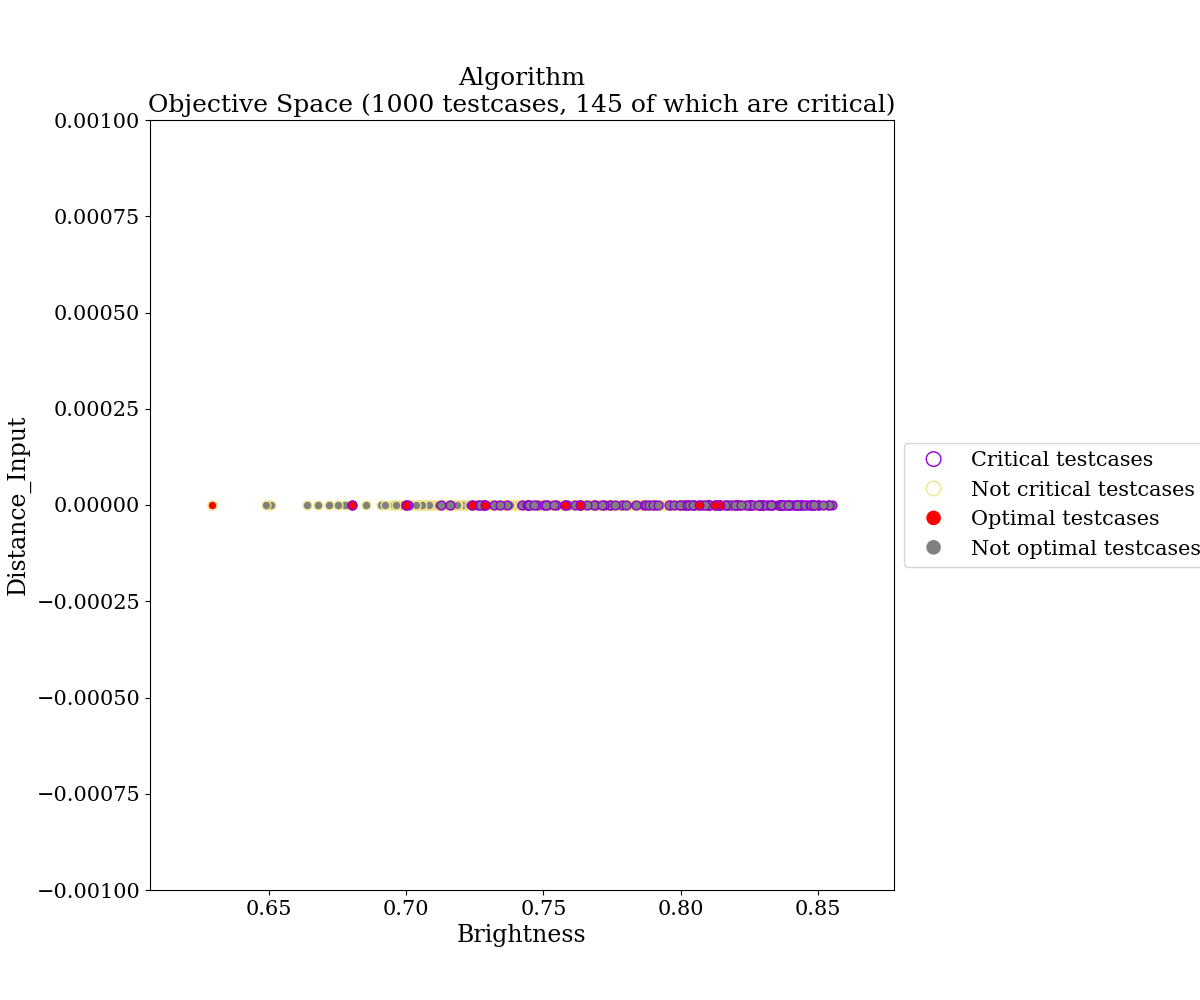 Algorithm
Objective Space (1000 testcases, 145 of which are critical)
0.00100
0.00075
0.00050
0.00025
0.00000
−0.00025
−0.00050
−0.00075
−0.00100
Distance_Input
0.65 0.70 0.75 0.80 0.85
Brightness
Critical testcases
Not critical testcases
Optimal testcases
Not optimal testcases